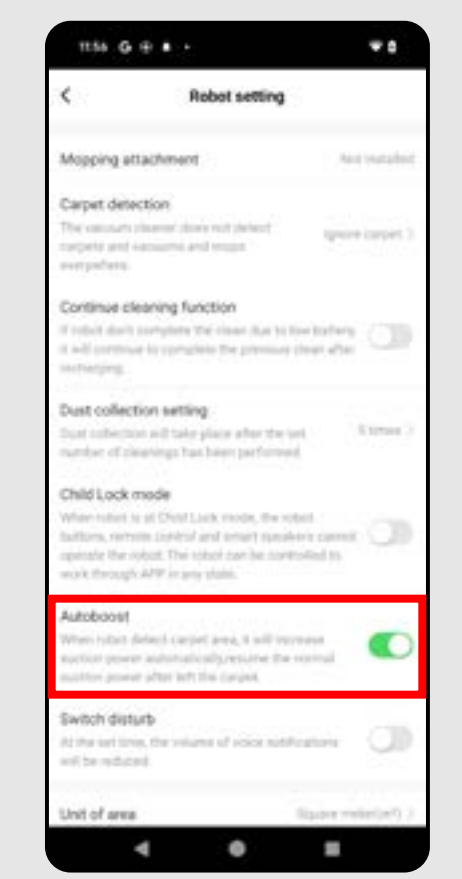 11:56 G
Robot setting
Mopping attachment Not installed
Carpet detection
The vacuum cleaner does not detect
carpets and vacuums and mops
everywhere.
Ignore carpet
Continue cleaning function
If robot don't complete the clean due to low battery,
it will continue to complete the previous clean after
recharging.
Dust collection setting
Dust collection will take place after the set
number of cleanings has been performed
5 times
Child Lock mode
When robot is at Child Lock mode, the robot
buttons, remote control and smart speakers cannot
operate the robot. The robot can be controlled to
work through APP in any state.
Autoboost
When robot detect carpet area, it will increase
suction power automatically,resume the normal
suction power after left the carpet.
Switch disturb
At the set time, the volume of voice notifications
will be reduced
Unit of area Square meter(m²)